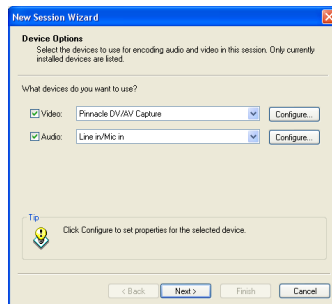 New Session Wizard
Device Options
Select the devices to use for encoding audio and video in this session. Only currently
installed devices are listed.
What devices do you want to use?
Video: Pinnacle DV/AV Capture Configure...
Audio: Line in/Mic in Configure...
Tip
Click Configure to set properties for the selected device.
< Back Next > Finish Cancel